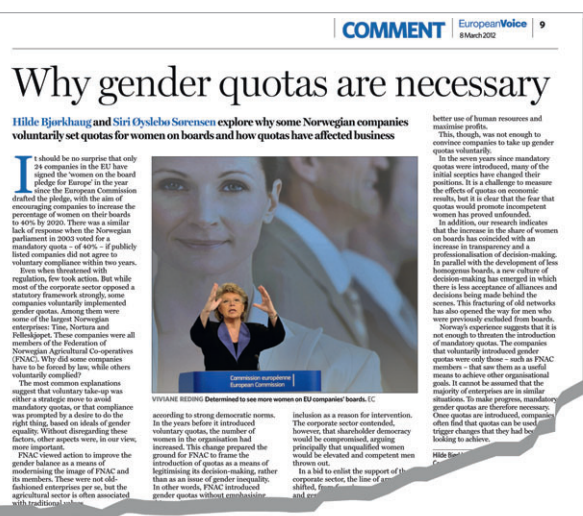 COMMENT
EuropeanVoice
8 March 2012
9
Why gender quotas are necessary
Hilde Bjørkhaug and Siri Øyslebø Sørensen explore why some Norwegian companies
voluntarily set quotas for women on boards and how quotas have affected business
It should be no surprise that only
24 companies in the EU have
signed the 'women on the board
pledge for Europe' in the year
since the European Commission
drafted the pledge, with the aim of
encouraging companies to increase the
percentage of women on their boards
to 40% by 2020. There was a similar
lack of response when the Norwegian
parliament in 2003 voted for a
mandatory quota – of 40% – if publicly
listed companies did not agree to
voluntary compliance within two years.
Even when threatened with
regulation, few took action. But while
most of the corporate sector opposed a
statutory framework strongly, some
companies voluntarily implemented
gender quotas. Among them were
some of the largest Norwegian
enterprises: Tine, Nortura and
Felleskjøpet. These companies were all
members of the Federation of
Norwegian Agricultural Co-operatives
(FNAC). Why did some companies
have to be forced by law, while others
voluntarily complied?
The most common explanations
suggest that voluntary take-up was
either a strategic move to avoid
mandatory quotas, or that compliance
was prompted by a desire to do the
right thing, based on ideals of gender
equality. Without disregarding these
factors, other aspects were, in our view,
more important.
FNAC viewed action to improve the
gender balance as a means of
modernising the image of FNAC and
its members. These were not old-
fashioned enterprises per se, but the
agricultural sector is often associated
with traditional values
Commission européenne
European Commission
VIVIANE REDING Determined to see more women on EU companies' boards. EC
according to strong democratic norms.
In the years before it introduced
voluntary quotas, the number of
women in the organisation had
increased. This change prepared the
ground for FNAC to frame the
introduction of quotas as a means of
legitimising its decision-making, rather
than as an issue of gender inequality.
In other words, FNAC introduced
gender quotas without emphasising
inclusion as a reason for intervention.
The corporate sector contended,
however, that shareholder democracy
would be compromised, arguing
principally that unqualified women
would be elevated and competent men
thrown out.
In a bid to enlist the support of the
corporate sector, the line of
shifted, from
and
better use of human resources and
maximise profits.
This, though, was not enough to
convince companies to take up gender
quotas voluntarily.
In the seven years since mandatory
quotas were introduced, many of the
initial sceptics have changed their
positions. It is a challenge to measure
the effects of quotas on economic
results, but it is clear that the fear that
quotas would promote incompetent
women has proved unfounded.
In addition, our research indicates
that the increase in the share of women
on boards has coincided with an
increase in transparency and a
professionalisation of decision-making.
In parallel with the development of less
homogenous boards, a new culture of
decision-making has emerged in which
there is less acceptance of alliances and
decisions being made behind the
scenes. This fracturing of old networks
has also opened the way for men who
were previously excluded from boards.
Norway's experience suggests that it is
not enough to threaten the introduction
of mandatory quotas. The companies
that voluntarily introduced gender
quotas were only those – such as FNAC
members – that saw them as a useful
means to achieve other organisational
goals. It cannot be assumed that the
majority of enterprises are in similar
situations. To make progress, mandatory
gender quotas are therefore necessary.
Once quotas are introduced, companies
often find that quotas can be used
trigger changes that they had been
looking to achieve.
Hilde